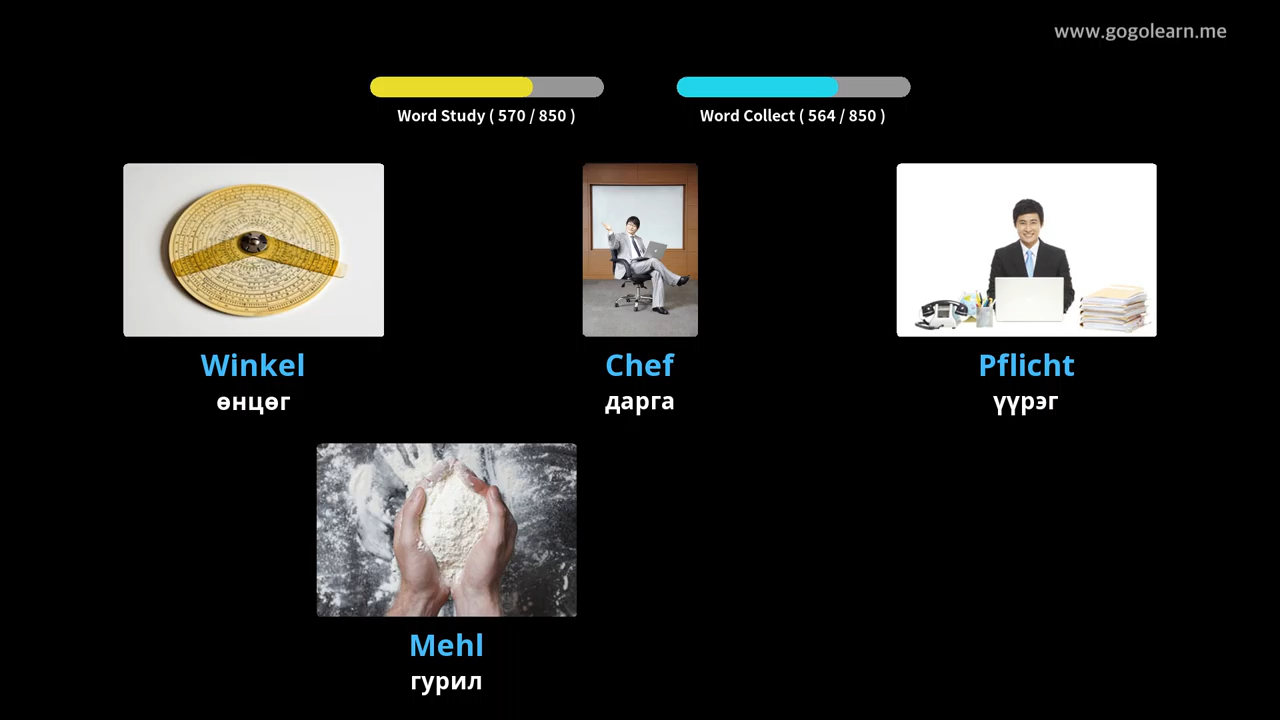 www.gogolearn.me
Word Study ( 570 / 850 )
Word Collect ( 564 / 850 )
Winkel
өнцөг
Chef
дарга
Pflicht
үүрэг
Mehl
гурил